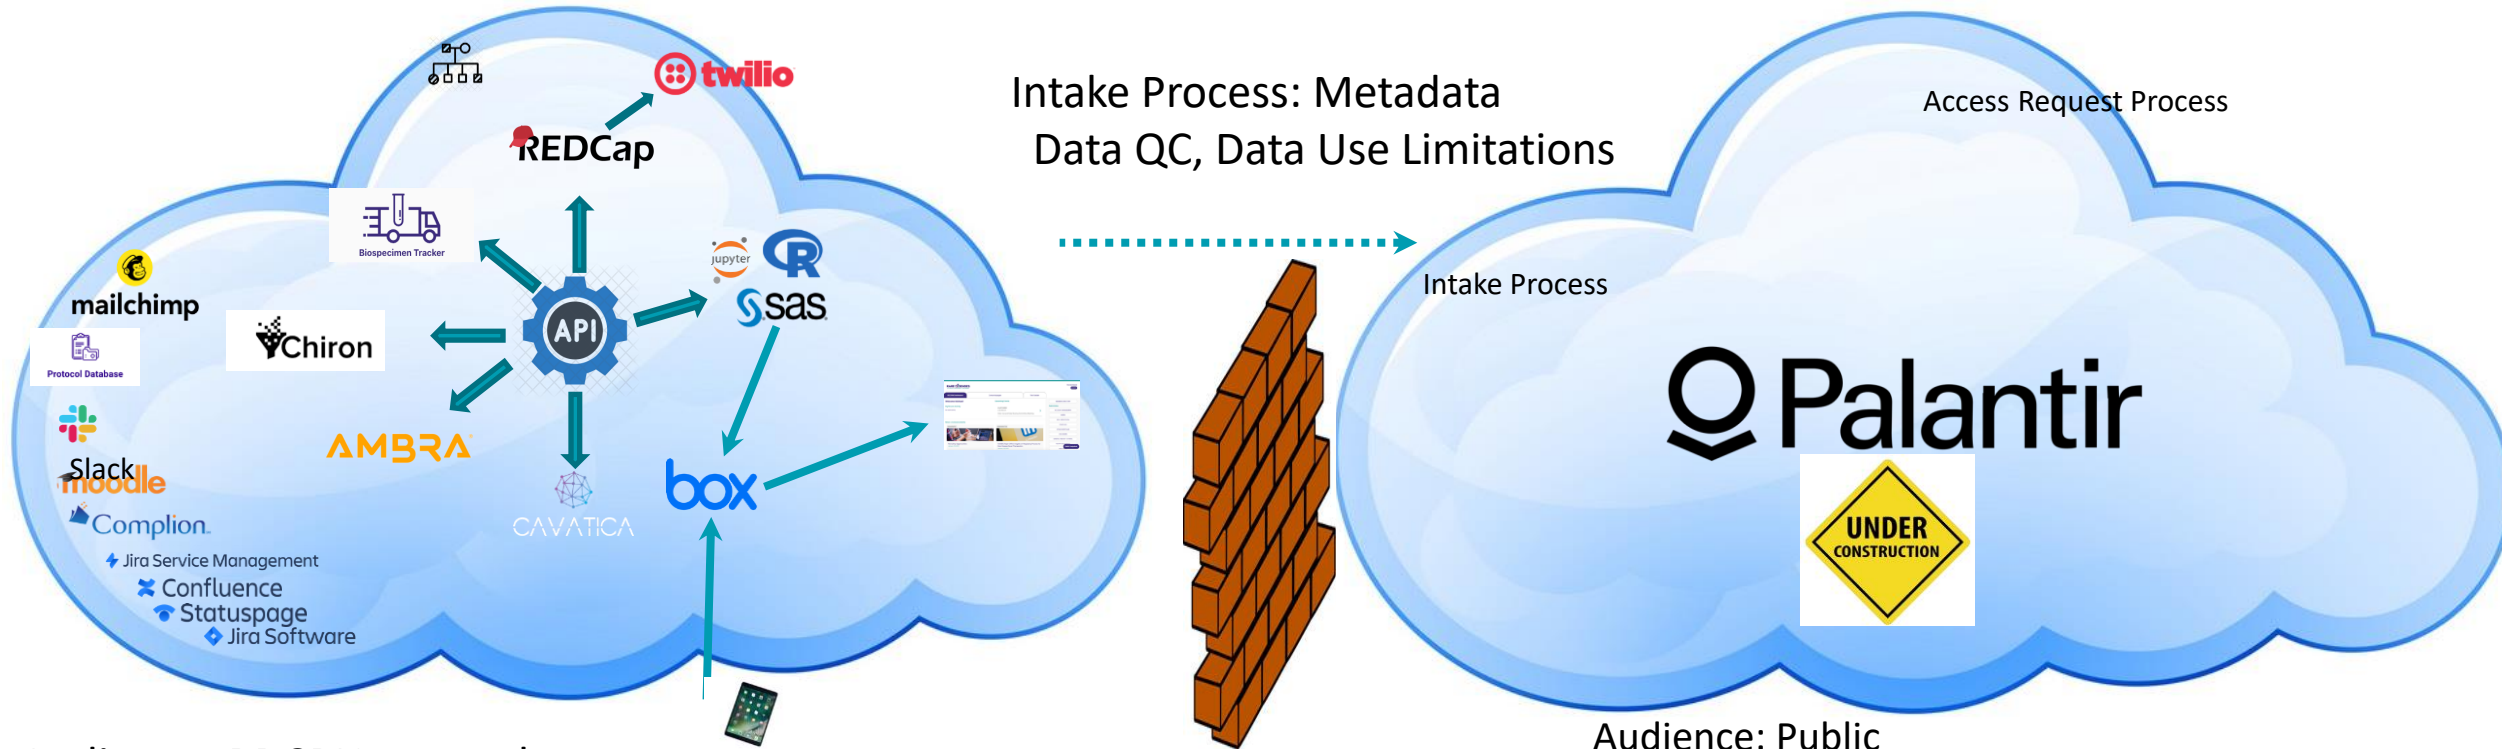 twilio
Intake Process: Metadata
Data QC, Data Use Limitations
Access Request Process
REDCap
Biospecimen Tracker
jupyter
R
sas
mailchimp
Intake Process
API
Chiron
Protocol Database
Palantir
AMBRA
Slack
moodle
box
CAVATICA
Complion
UNDER
CONSTRUCTION
Jira Service Management
Confluence
Statuspage
Jira Software
Audience: Public